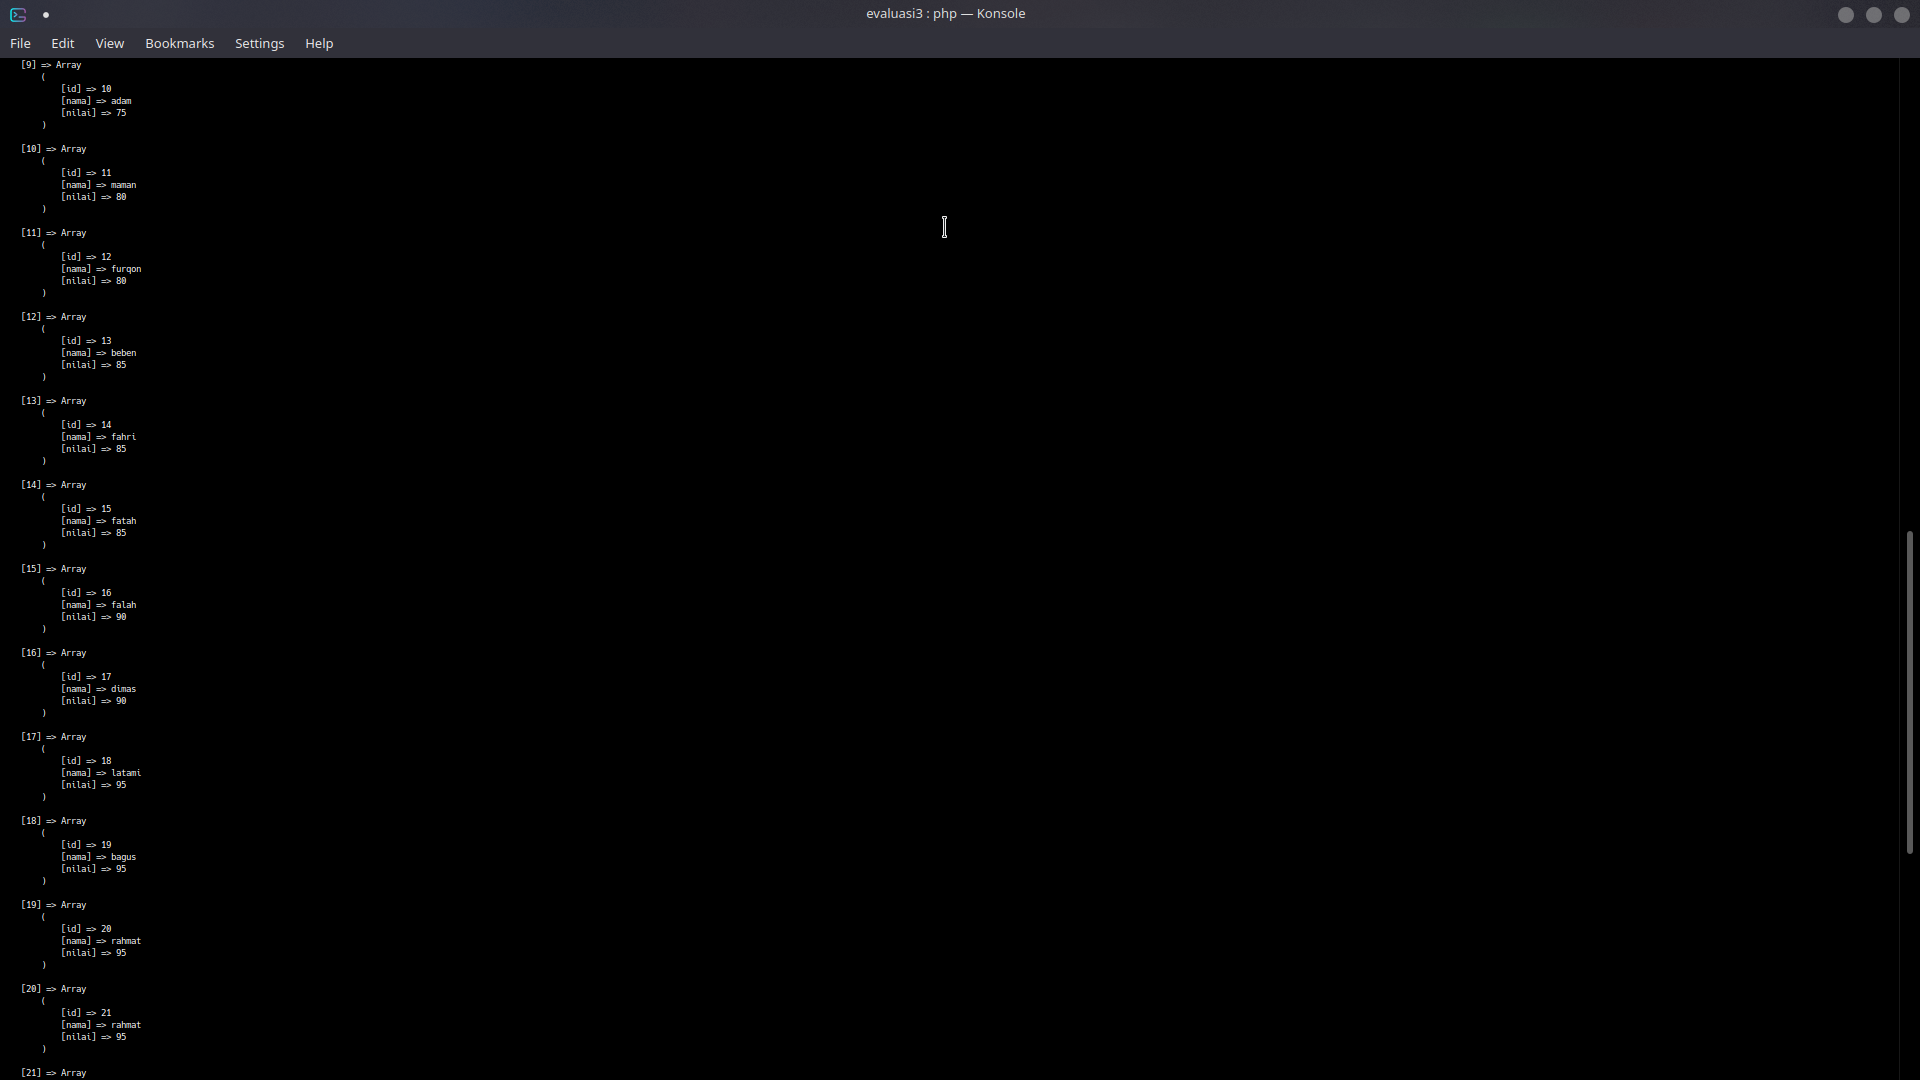 evaluasi3 : php — Konsole
File Edit View Bookmarks Settings Help
[9] => Array
(
[id] => 10
[nama] => adam
[nilai] => 75
)
[10] => Array
(
[id] => 11
[nama] => maman
[nilai] => 80
)
[11] => Array
(
[id] => 12
[nama] => furqon
[nilai] => 80
)
[12] => Array
(
[id] => 13
[nama] => beben
[nilai] => 85
)
[13] => Array
(
[id] => 14
[nama] => fahri
[nilai] => 85
)
[14] => Array
(
[id] => 15
[nama] => fatah
[nilai] => 85
)
[15] => Array
(
[id] => 16
[nama] => falah
[nilai] => 90
)
[16] => Array
(
[id] => 17
[nama] => dimas
[nilai] => 90
)
[17] => Array
(
[id] => 18
[nama] => latami
[nilai] => 95
)
[18] => Array
(
[id] => 19
[nama] => bagus
[nilai] => 95
)
[19] => Array
(
[id] => 20
[nama] => rahmat
[nilai] => 95
)
[20] => Array
(
[id] => 21
[nama] => rahmat
[nilai] => 95
)
[21] => Array